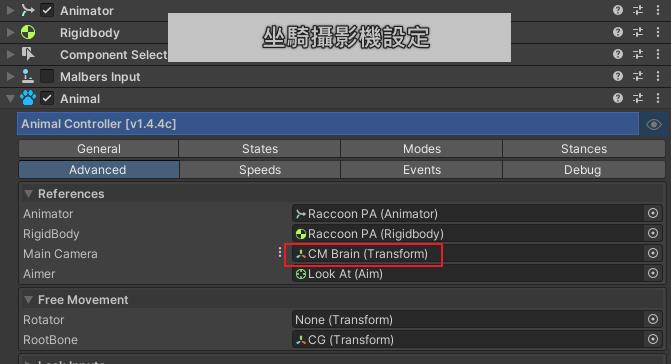 Animator
Rigidbody
Component Select
坐騎攝影機設定
Malbers Input
Animal
Animal Controller [v1.4.4c]
General States Modes Stances
Advanced Speeds Events Debug
References
Animator Raccoon PA (Animator)
RigidBody Raccoon PA (Rigidbody)
Main Camera CM Brain (Transform)
Aimer Look At (Aim)
Free Movement
Rotator None (Transform)
RootBone CG (Transform)